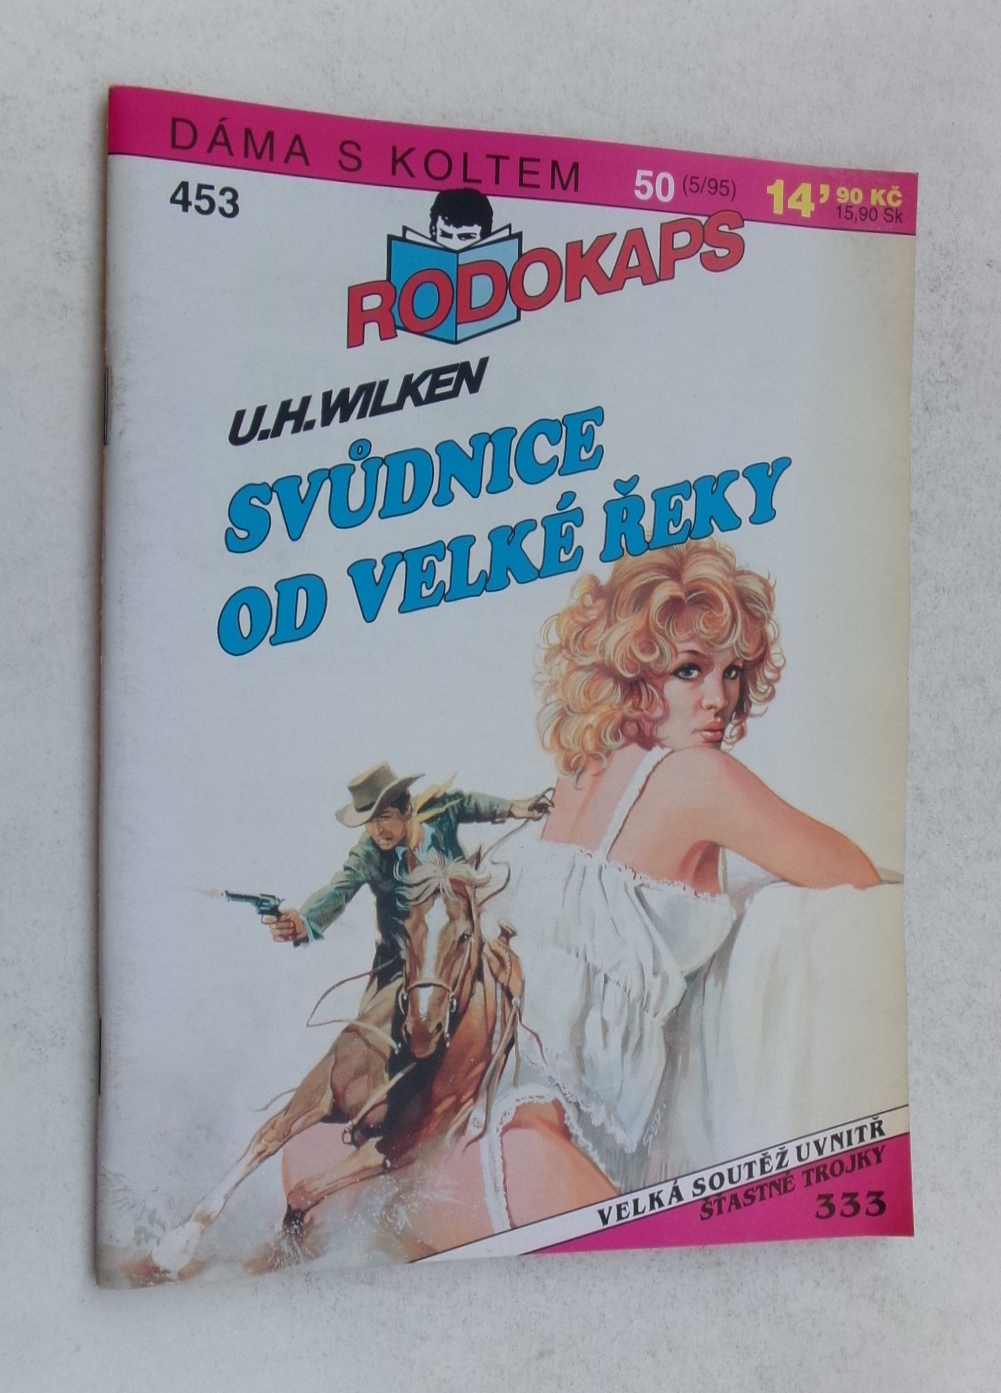 DÁMA S KOLTEM
50 (5/95)
14’90 KČ
15,90 Sk
453
RODOKAPS
U.H.WILKEN
SVŮDNICE
OD VELKÉ ŘEKY
VELKÁ SOUTĚŽ UVNITŘ
ŠŤASTNÉ TROJKY
333